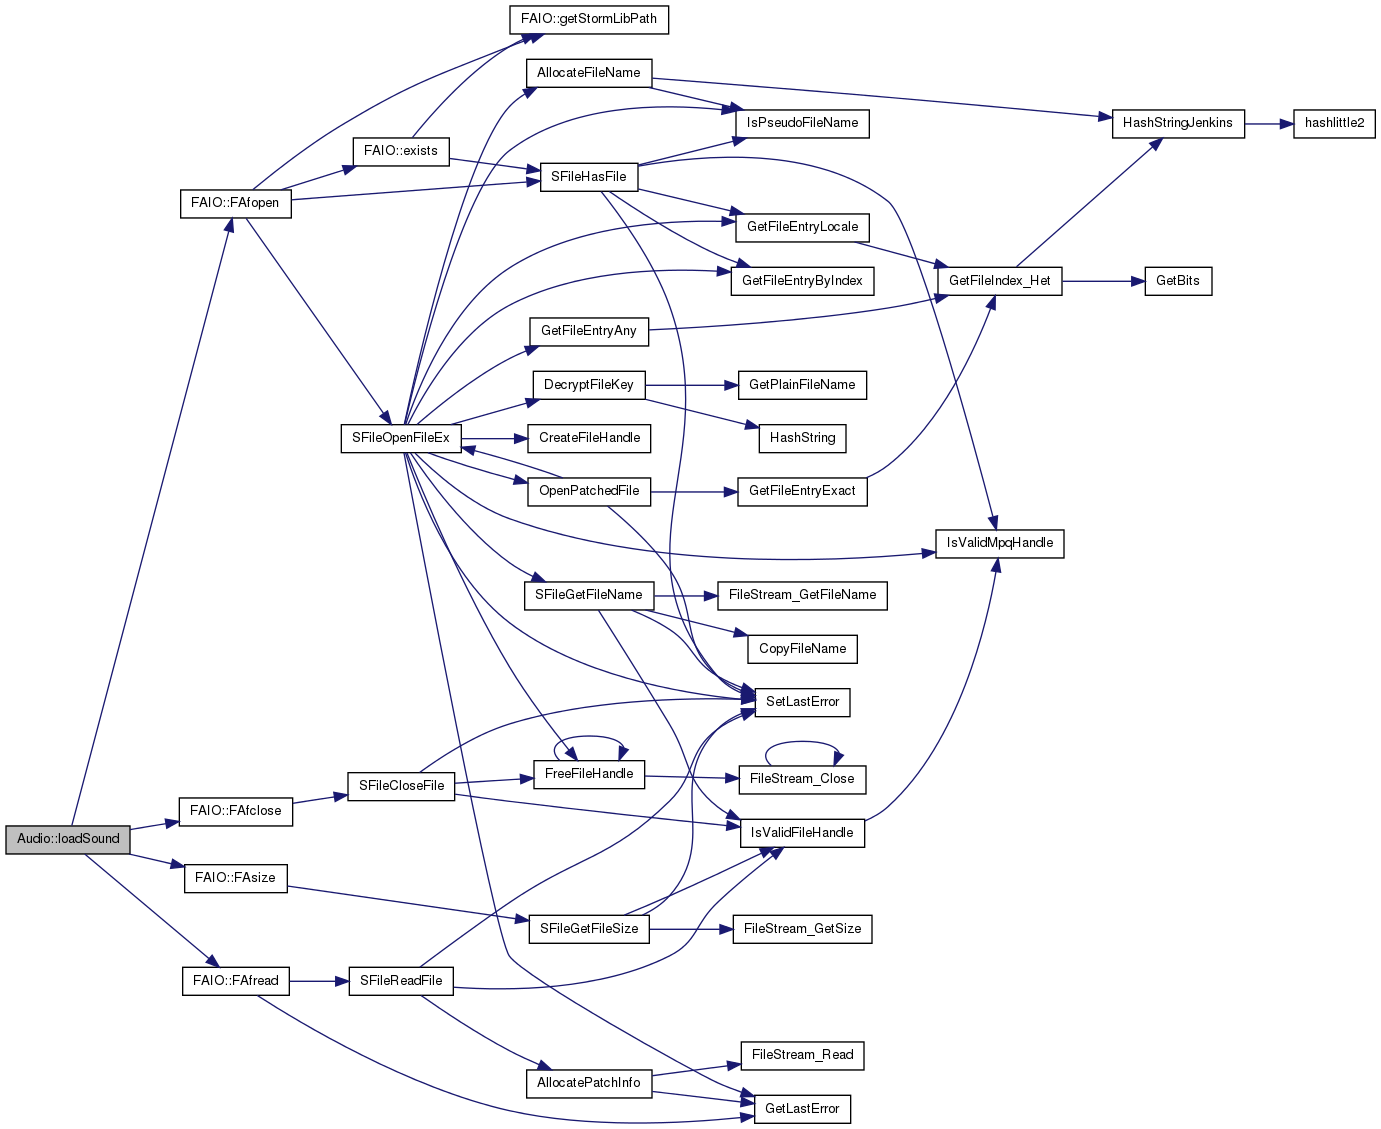 FAIO::getStormLibPath
AllocateFileName
IsPseudoFileName
HashStringJenkins
hashlittle2
FAIO::exists
SFileHasFile
FAIO::FAfopen
GetFileEntryLocale
GetFileEntryByIndex
GetFileIndex_Het
GetBits
GetFileEntryAny
DecryptFileKey
GetPlainFileName
SFileOpenFileEx
CreateFileHandle
HashString
OpenPatchedFile
GetFileEntryExact
IsValidMpqHandle
SFileGetFileName
FileStream_GetFileName
CopyFileName
SetLastError
FreeFileHandle
FileStream_Close
SFileCloseFile
FAIO::FAfclose
Audio::loadSound
IsValidFileHandle
FAIO::FAsize
SFileGetFileSize
FileStream_GetSize
FAIO::FAfread
SFileReadFile
FileStream_Read
AllocatePatchInfo
GetLastError